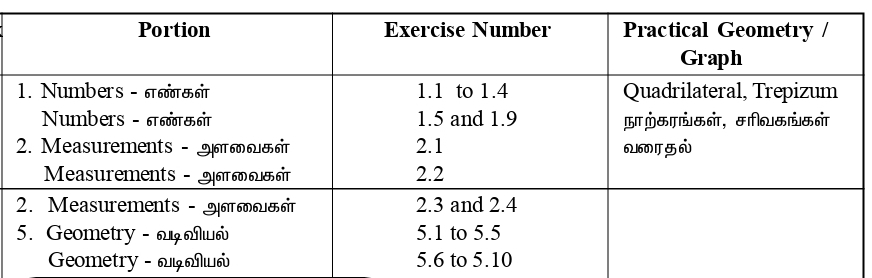 Portion Exercise Number Practical Geometry /
Graph
1. Numbers - எண்கள் 1.1 to 1.4 Quadrilateral, Trepizum
Numbers - எண்கள் 1.5 and 1.9 நாற்கரங்கள், சரிவகங்கள்
2. Measurements - அளவைகள் 2.1 வரைதல்
Measurements - அளவைகள் 2.2
2. Measurements - அளவைகள் 2.3 and 2.4
5. Geometry - வடிவியல் 5.1 to 5.5
Geometry - வடிவியல் 5.6 to 5.10